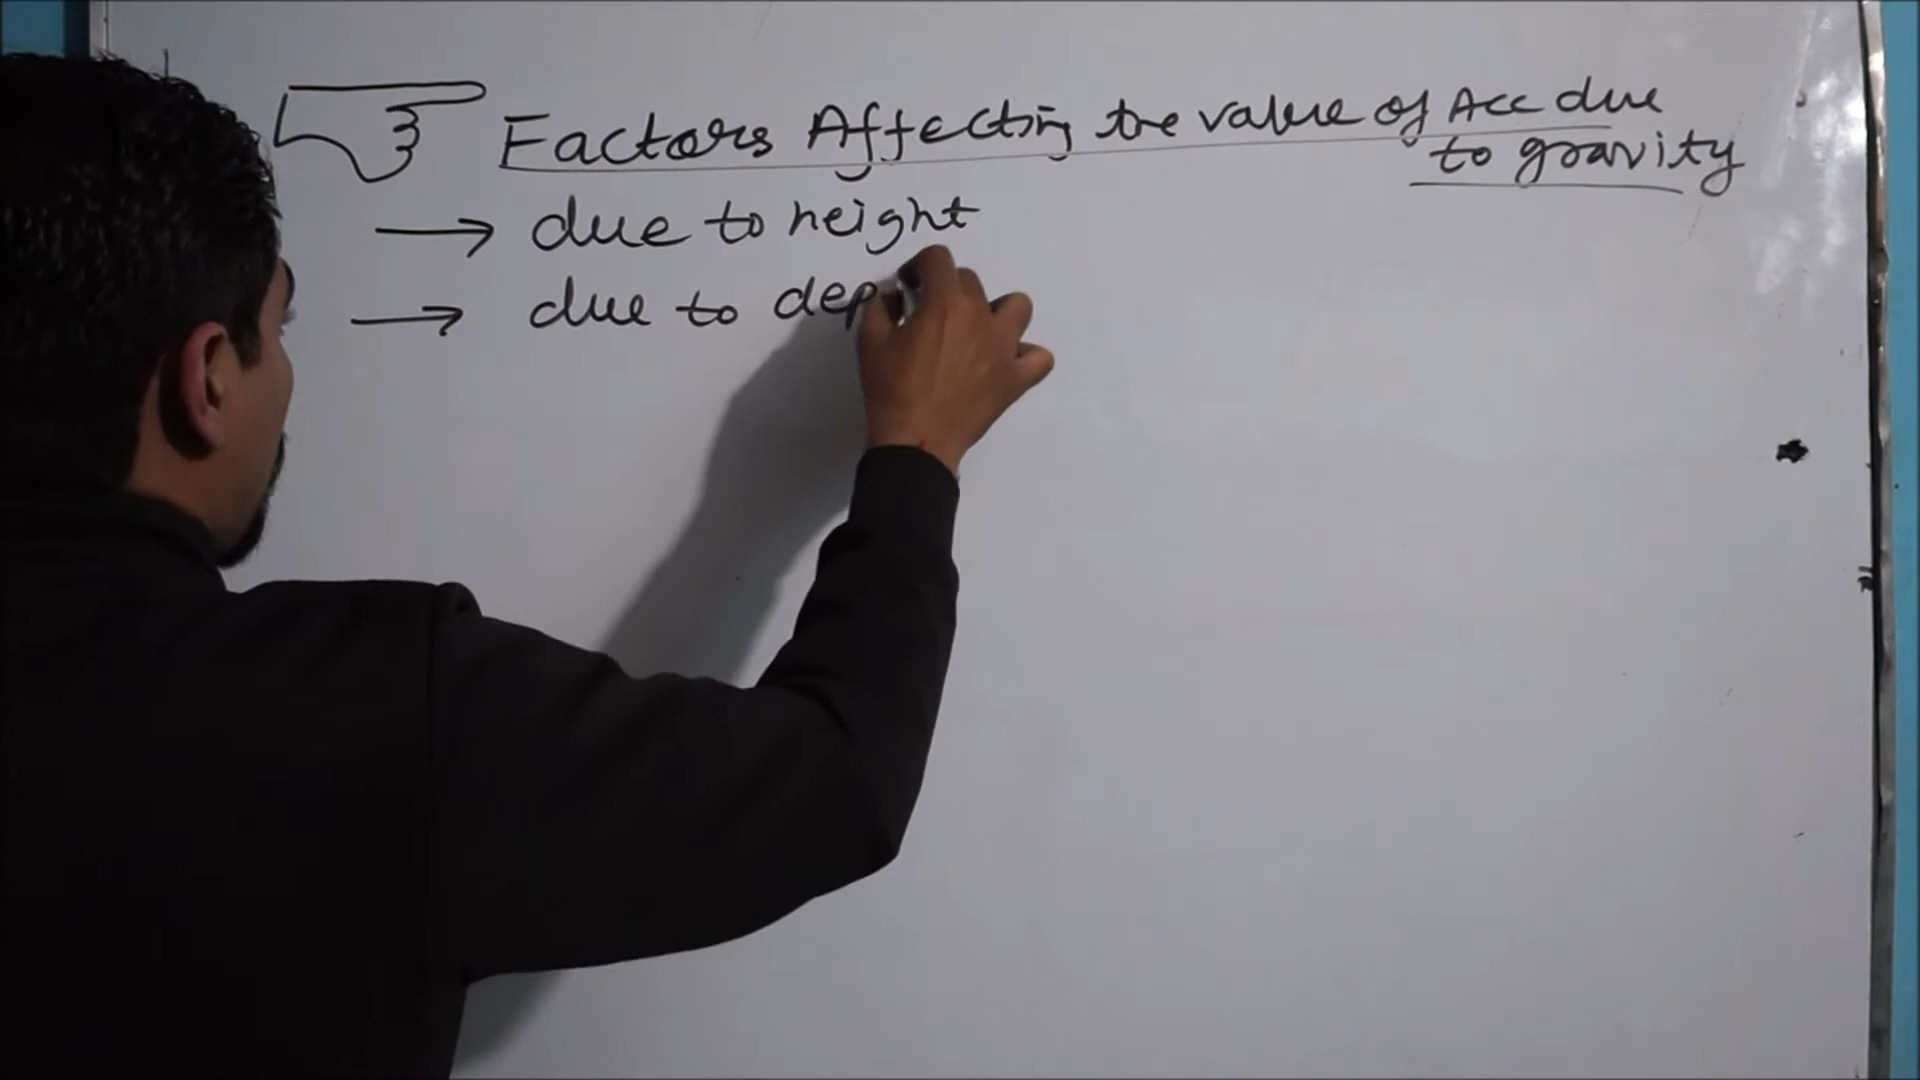 Factors Affecting the value of Acc due
to gravity
→ due to height
→ due to dep